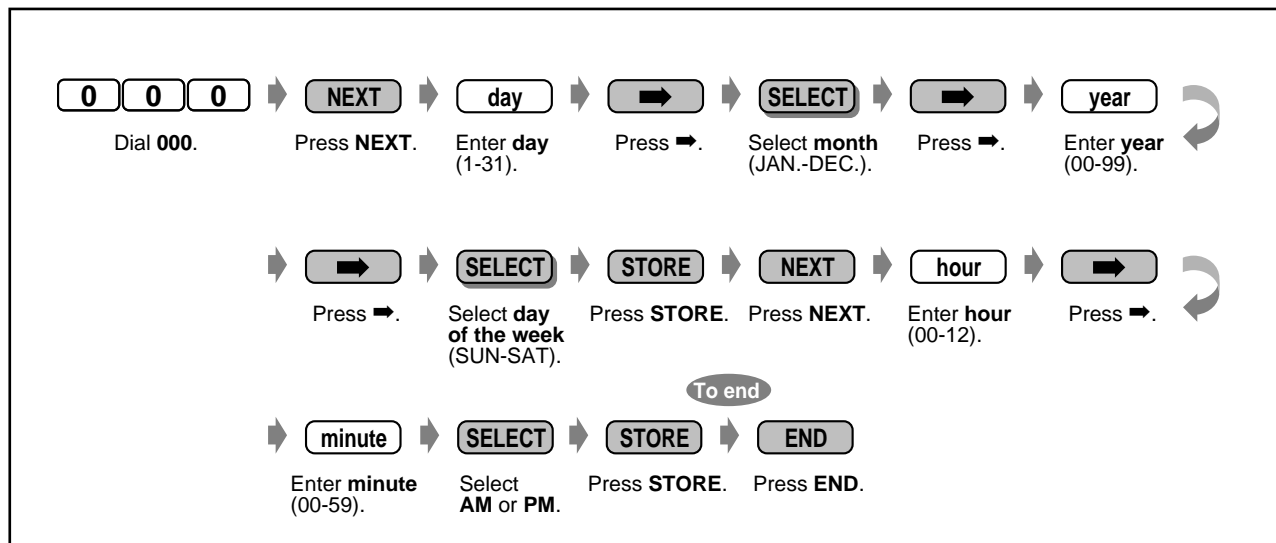 0 0 0 NEXT day ➡ SELECT ➡ year
Dial 000. Press NEXT. Enter day Press ➡. Select month Press ➡. Enter year
(1-31). (JAN.-DEC.). (00-99).
➡ SELECT STORE NEXT hour ➡
Press ➡. Select day Press STORE. Press NEXT. Enter hour Press ➡.
of the week (00-12).
(SUN-SAT).
To end
minute SELECT STORE END
Enter minute Select Press STORE. Press END.
(00-59). AM or PM.